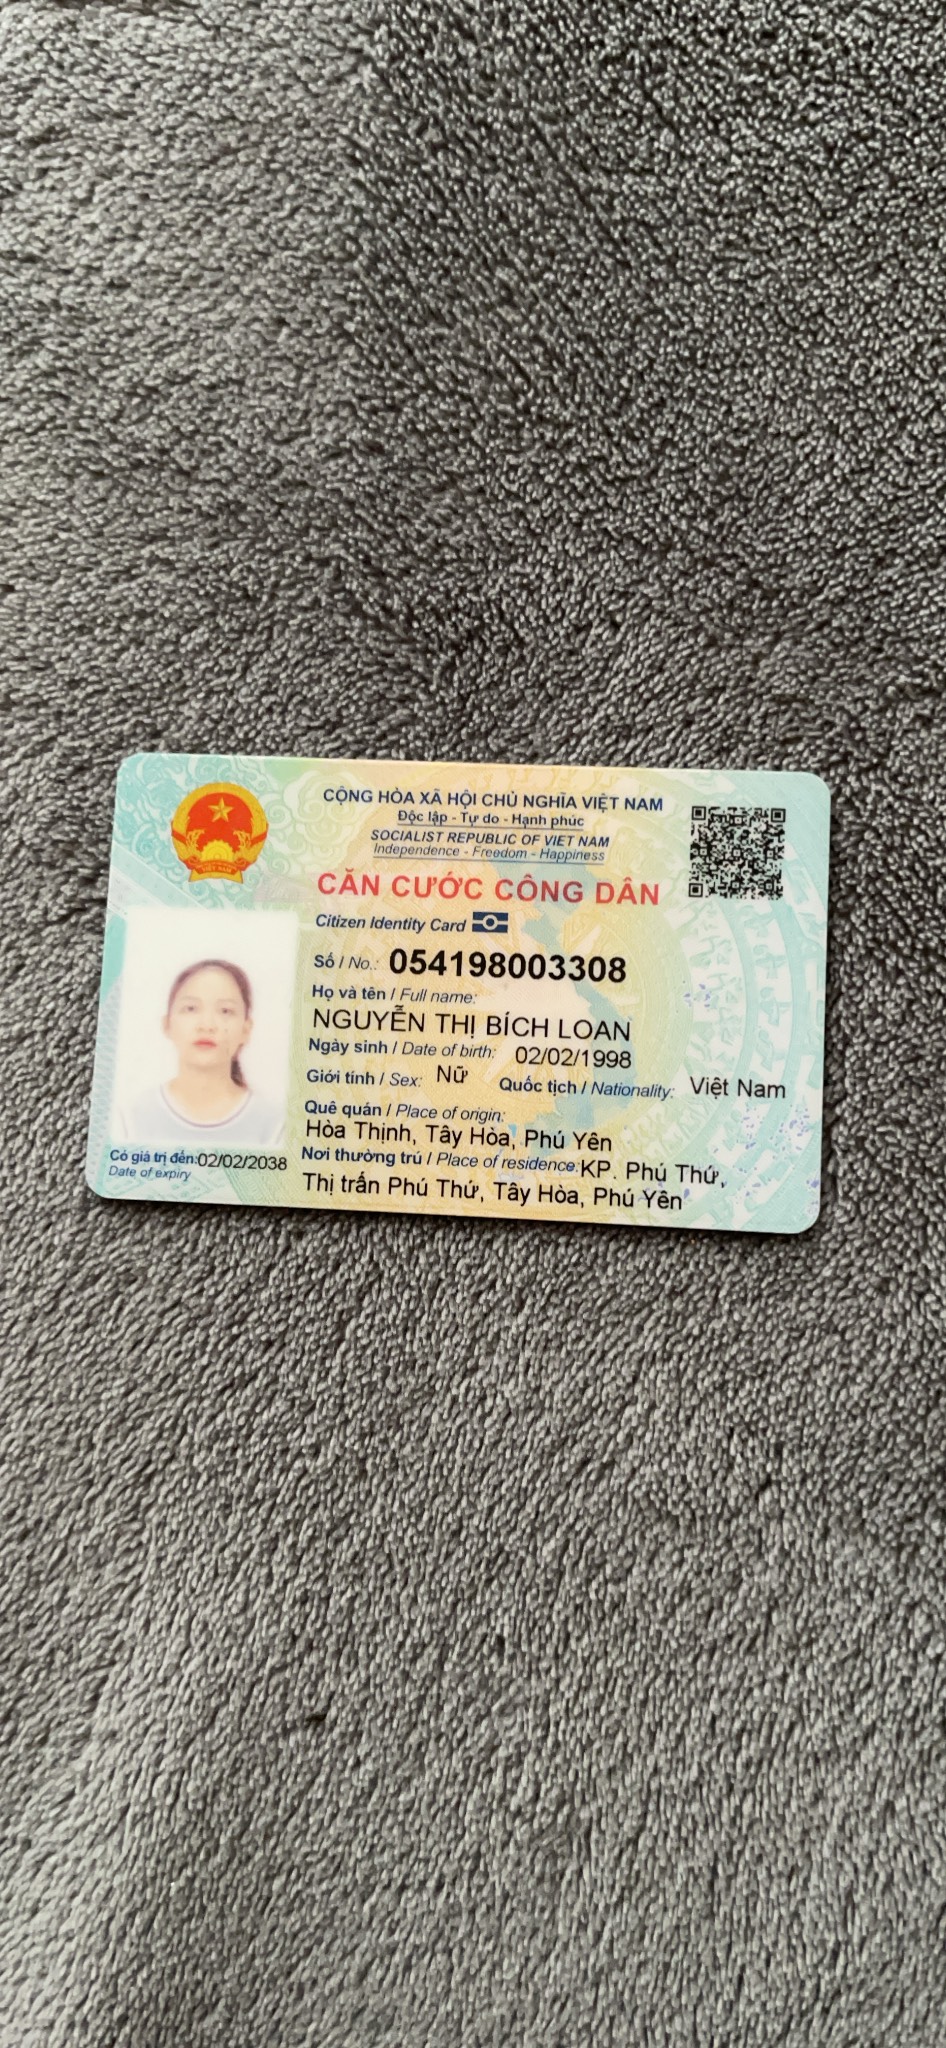 CỘNG HÒA XÃ HỘI CHỦ NGHĨA VIỆT NAM
Độc lập - Tự do - Hạnh phúc
SOCIALIST REPUBLIC OF VIET NAM
Independence - Freedom - Happiness
CĂN CƯỚC CÔNG DÂN
Citizen Identity Card
Số / No.: 054198003308
Họ và tên / Full name:
NGUYỄN THỊ BÍCH LOAN
Ngày sinh / Date of birth: 02/02/1998
Giới tính / Sex: Nữ Quốc tịch / Nationality: Việt Nam
Quê quán / Place of origin:
Hòa Thịnh, Tây Hòa, Phú Yên
Nơi thường trú / Place of residence: KP. Phú Thứ,
Thị trấn Phú Thứ, Tây Hòa, Phú Yên
Có giá trị đến: 02/02/2038
Date of expiry
VIỆT NAM